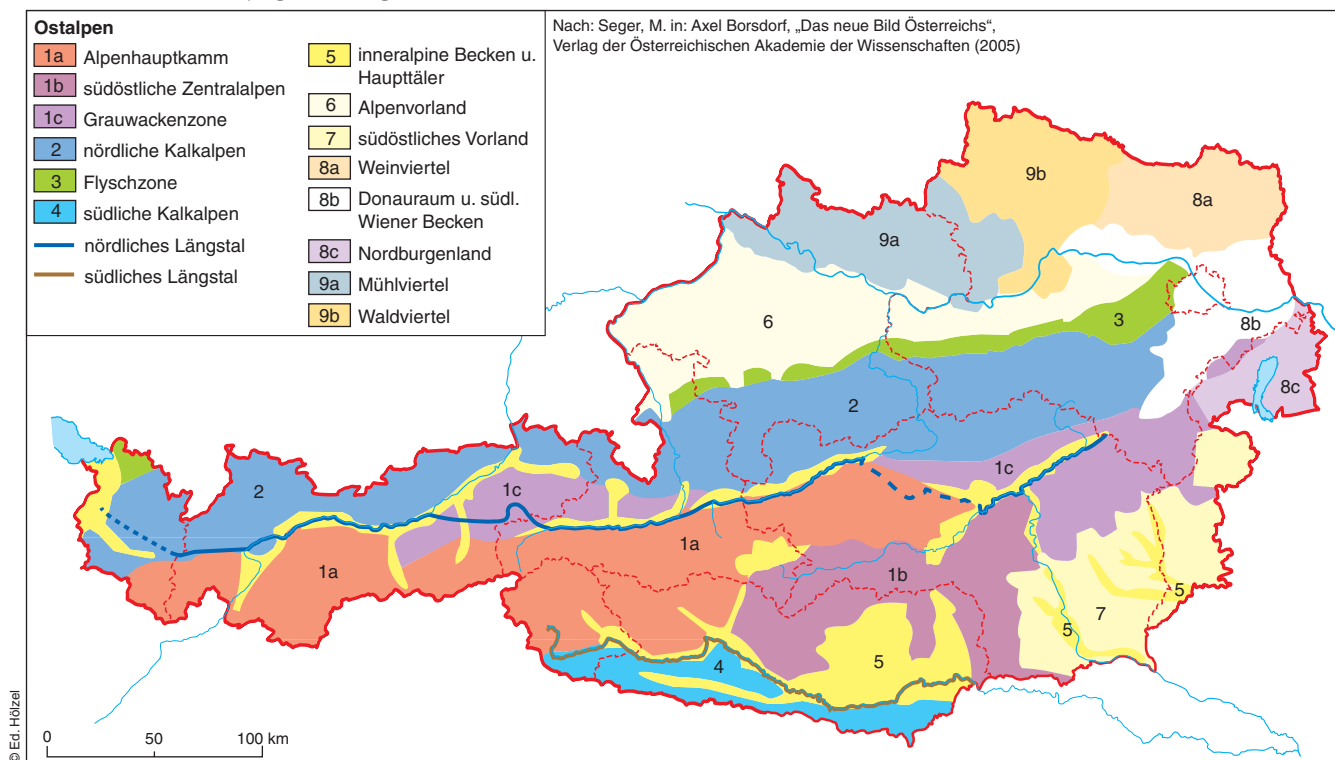 Ostalpen
1a Alpenhauptkamm
1b südöstliche Zentralalpen
1c Grauwackenzone
2 nördliche Kalkalpen
3 Flyschzone
4 südliche Kalkalpen
nördliches Längstal
südliches Längstal
5 inneralpine Becken u.
Haupttäler
6 Alpenvorland
7 südöstliches Vorland
8a Weinviertel
8b Donauraum u. südl.
Wiener Becken
8c Nordburgenland
9a Mühlviertel
9b Waldviertel
Nach: Seger, M. in: Axel Borsdorf, „Das neue Bild Österreichs“,
Verlag der Österreichischen Akademie der Wissenschaften (2005)
9b
8a
9a
6
3
8b
8c
2
2
1c
1c
1a
1a
1b
5
7
5
5
4
0 50 100 km
© Ed. Hölzel